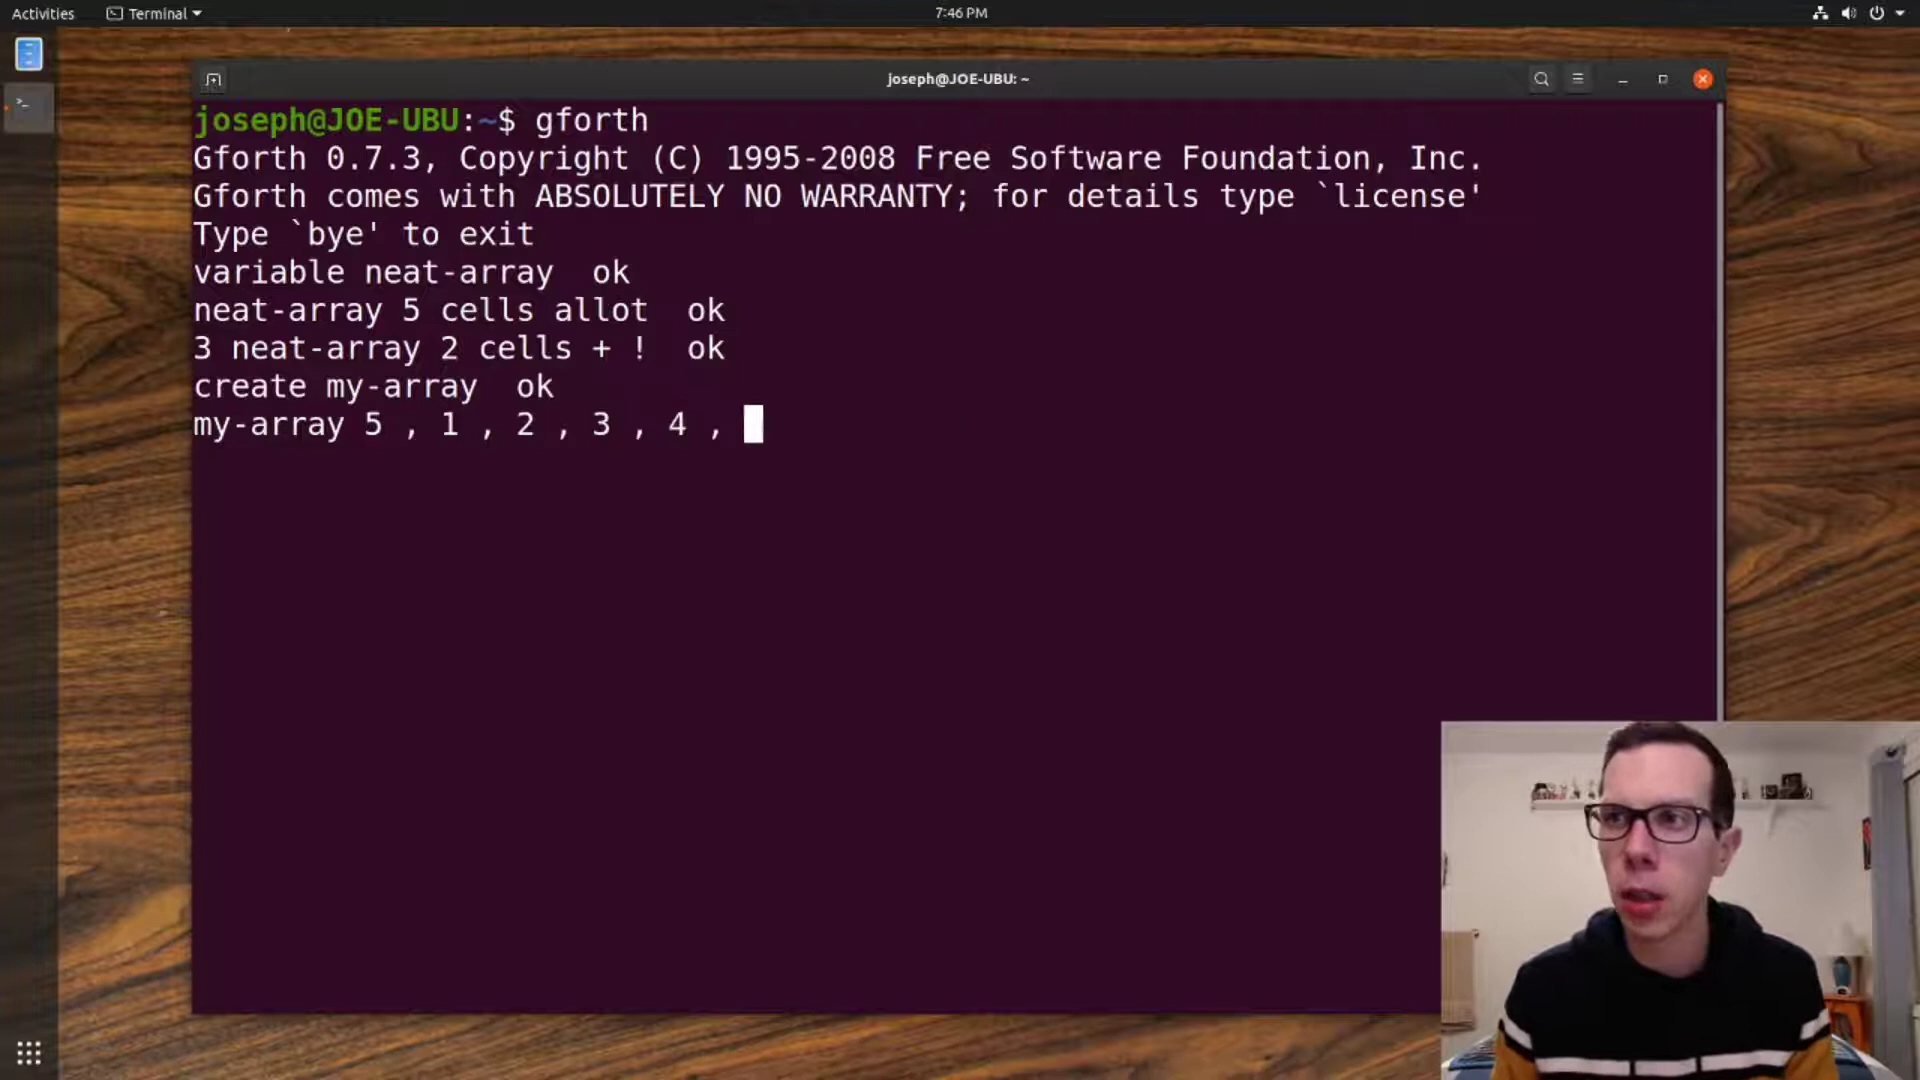 Activities
Terminal
7:46 PM
joseph@JOE-UBU: ~
joseph@JOE-UBU:~$ gforth
Gforth 0.7.3, Copyright (C) 1995-2008 Free Software Foundation, Inc.
Gforth comes with ABSOLUTELY NO WARRANTY; for details type `license'
Type `bye' to exit
variable neat-array  ok
neat-array 5 cells allot  ok
3 neat-array 2 cells + !  ok
create my-array  ok
my-array 5 , 1 , 2 , 3 , 4 ,